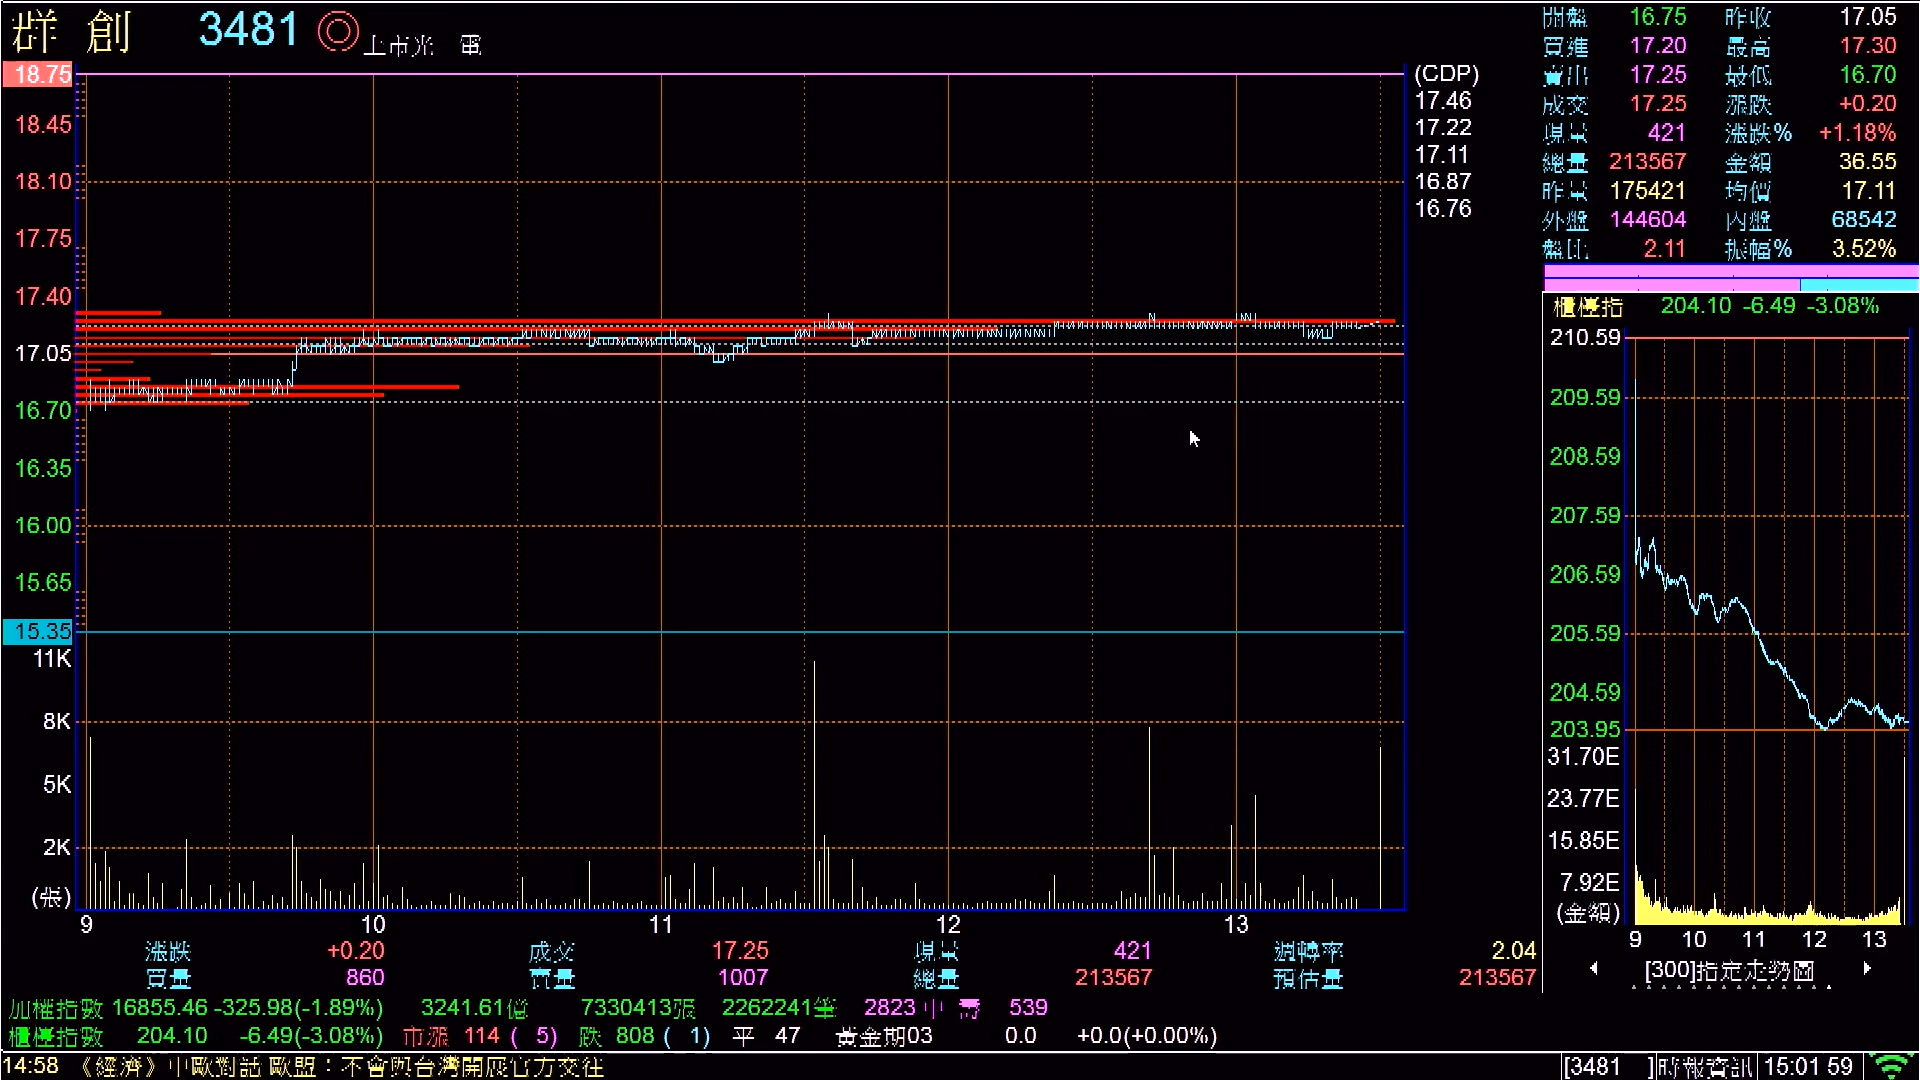 群 創 3481 ◎ 上市光 電
18.75
18.45
18.10
17.75
17.40
17.05
16.70
16.35
16.00
15.65
15.35
11K
8K
5K
2K
(張)
9 10 11 12 13
(CDP)
17.46
17.22
17.11
16.87
16.76
開盤 16.75 昨收 17.05
買進 17.20 最高 17.30
賣出 17.25 最低 16.70
成交 17.25 漲跌 +0.20
現量 421 漲跌% +1.18%
總量 213567 金額 36.55
昨量 175421 均價 17.11
外盤 144604 內盤 68542
盤比 2.11 振幅% 3.52%
櫃檯指 204.10 -6.49 -3.08%
210.59
209.59
208.59
207.59
206.59
205.59
204.59
203.95
31.70E
23.77E
15.85E
7.92E
(金額)
9 10 11 12 13
[300]指定走勢圖
漲跌 +0.20 成交 17.25 現量 421 週轉率 2.04
買量 860 賣量 1007 總量 213567 預估量 213567
加權指數 16855.46 -325.98(-1.89%) 3241.61億 7330413張 2262241筆 2823 539
櫃檯指數 204.10 -6.49(-3.08%) 市漲 114 ( 5) 跌 808 ( 1) 平 47 黃金期03 0.0 +0.0(+0.00%)
14:58 《經濟》中歐對話 歐盟：不會與台灣開展官方交往 [3481 ]時報資訊 15:01 59